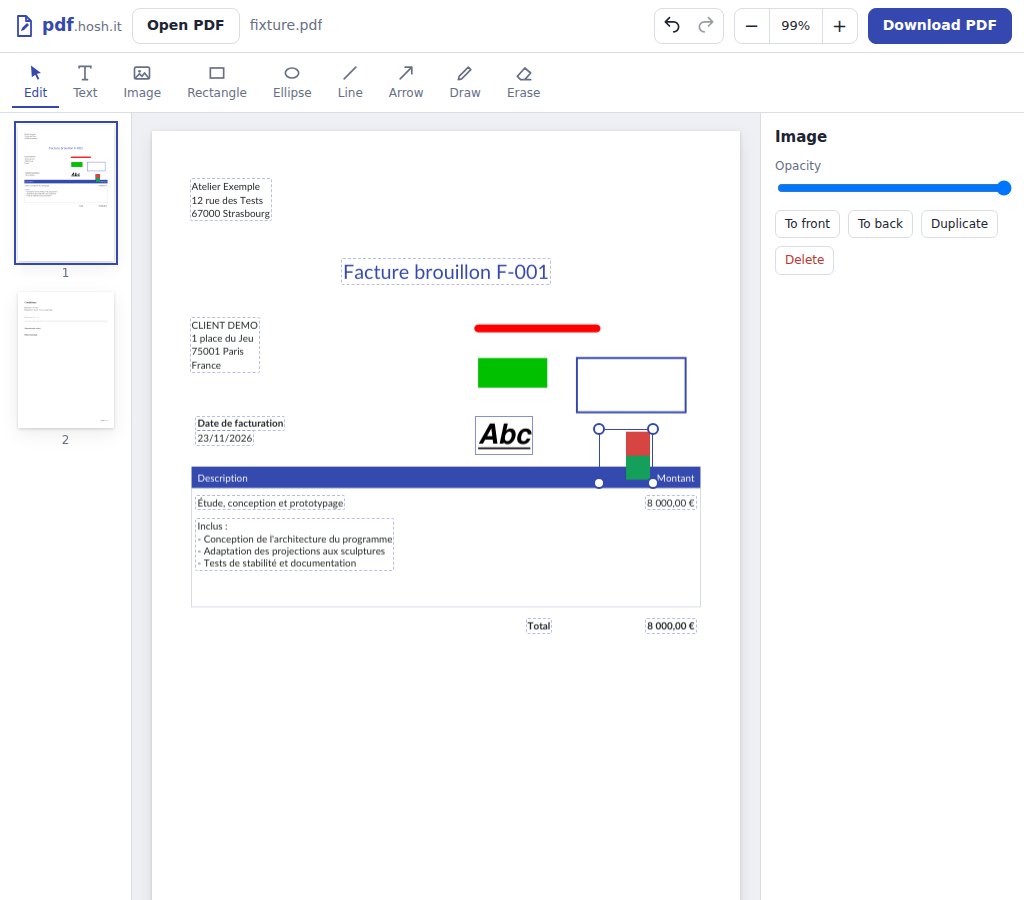 pdf.hosh.it
Open PDF
fixture.pdf
99%
Download PDF
Edit
Text
Image
Rectangle
Ellipse
Line
Arrow
Draw
Erase
1
2
Atelier Exemple
12 rue des Tests
67000 Strasbourg
Facture brouillon F-001
CLIENT DEMO
1 place du Jeu
75001 Paris
France
Date de facturation
23/11/2026
Abc
Description
Montant
Étude, conception et prototypage
8 000,00 €
Inclus :
- Conception de l'architecture du programme
- Adaptation des projections aux sculptures
- Tests de stabilité et documentation
Total
8 000,00 €
Image
Opacity
To front
To back
Duplicate
Delete